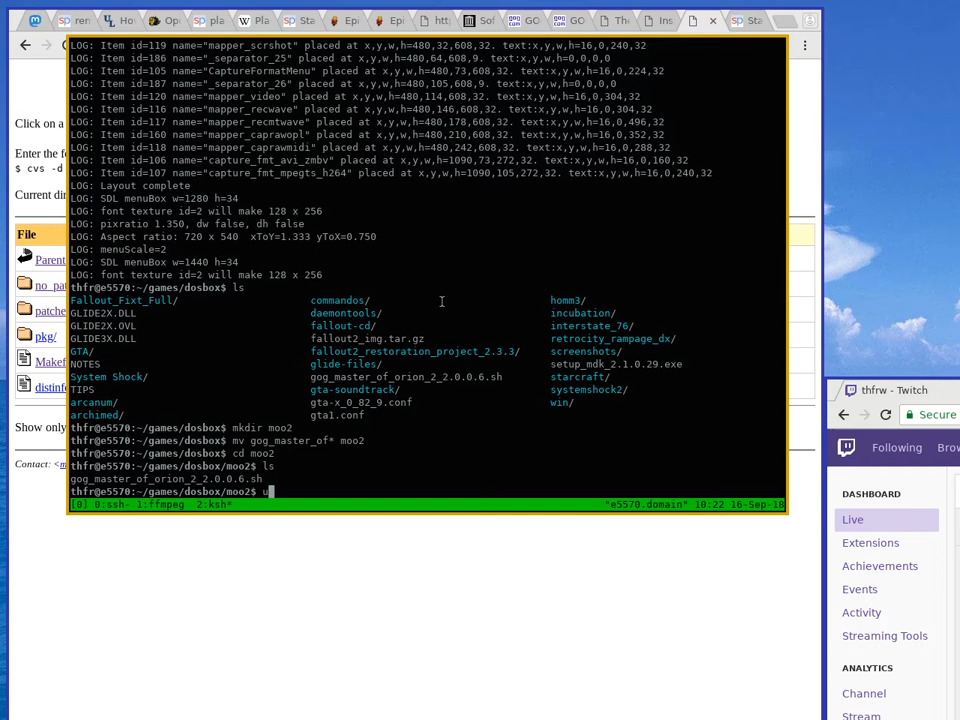 ren
Ho
Op
pla
Pla
Sta
Epi
Epi
htt
Sof
GO
GO
The
Ins
Sta
Click on a
Enter the fo
$ cvs -d
Current dir
File
Parent
no_pat
patche
pkg/
Makef
distinf
Show only
Contact: <m
LOG: Item id=119 name="mapper_scrshot" placed at x,y,w,h=480,32,608,32. text:x,y,w,h=16,0,240,32
LOG: Item id=186 name="_separator_25" placed at x,y,w,h=480,64,608,9. text:x,y,w,h=0,0,0,0
LOG: Item id=105 name="CaptureFormatMenu" placed at x,y,w,h=480,73,608,32. text:x,y,w,h=16,0,224,32
LOG: Item id=187 name="_separator_26" placed at x,y,w,h=480,105,608,9. text:x,y,w,h=0,0,0,0
LOG: Item id=120 name="mapper_video" placed at x,y,w,h=480,114,608,32. text:x,y,w,h=16,0,304,32
LOG: Item id=116 name="mapper_recwave" placed at x,y,w,h=480,146,608,32. text:x,y,w,h=16,0,304,32
LOG: Item id=117 name="mapper_recmtwave" placed at x,y,w,h=480,178,608,32. text:x,y,w,h=16,0,496,32
LOG: Item id=160 name="mapper_caprawopl" placed at x,y,w,h=480,210,608,32. text:x,y,w,h=16,0,352,32
LOG: Item id=118 name="mapper_caprawmidi" placed at x,y,w,h=480,242,608,32. text:x,y,w,h=16,0,288,32
LOG: Item id=106 name="capture_fmt_avi_zmbv" placed at x,y,w,h=1090,73,272,32. text:x,y,w,h=16,0,160,32
LOG: Item id=107 name="capture_fmt_mpegts_h264" placed at x,y,w,h=1090,105,272,32. text:x,y,w,h=16,0,240,32
LOG: Layout complete
LOG: SDL menuBox w=1280 h=34
LOG: font texture id=2 will make 128 x 256
LOG: pixratio 1.350, dw false, dh false
LOG: Aspect ratio: 720 x 540  xToY=1.333 yToX=0.750
LOG: menuScale=2
LOG: SDL menuBox w=1440 h=34
LOG: font texture id=2 will make 128 x 256
thfr@e5570:~/games/dosbox$ ls
Fallout_Fixt_Full/ commandos/ homm3/
GLIDE2X.DLL daemontools/ incubation/
GLIDE2X.OVL fallout-cd/ interstate_76/
GLIDE3X.DLL fallout2_img.tar.gz retrocity_rampage_dx/
GTA/ fallout2_restoration_project_2.3.3/ screenshots/
NOTES glide-files/ setup_mdk_2.1.0.29.exe
System Shock/ gog_master_of_orion_2_2.0.0.6.sh starcraft/
TIPS gta-soundtrack/ systemshock2/
arcanum/ gta-x_0_82_9.conf win/
archimed/ gta1.conf
thfr@e5570:~/games/dosbox$ mkdir moo2
thfr@e5570:~/games/dosbox$ mv gog_master_of* moo2
thfr@e5570:~/games/dosbox$ cd moo2
thfr@e5570:~/games/dosbox/moo2$ ls
gog_master_of_orion_2_2.0.0.6.sh
thfr@e5570:~/games/dosbox/moo2$ u
[0] 0:ssh- 1:ffmpeg  2:ksh* "e5570.domain" 10:22 16-Sep-18
thfrw - Twitch
Secure
Following Brow
DASHBOARD
Live
Extensions
Achievements
Events
Activity
Streaming Tools
ANALYTICS
Channel
Stream